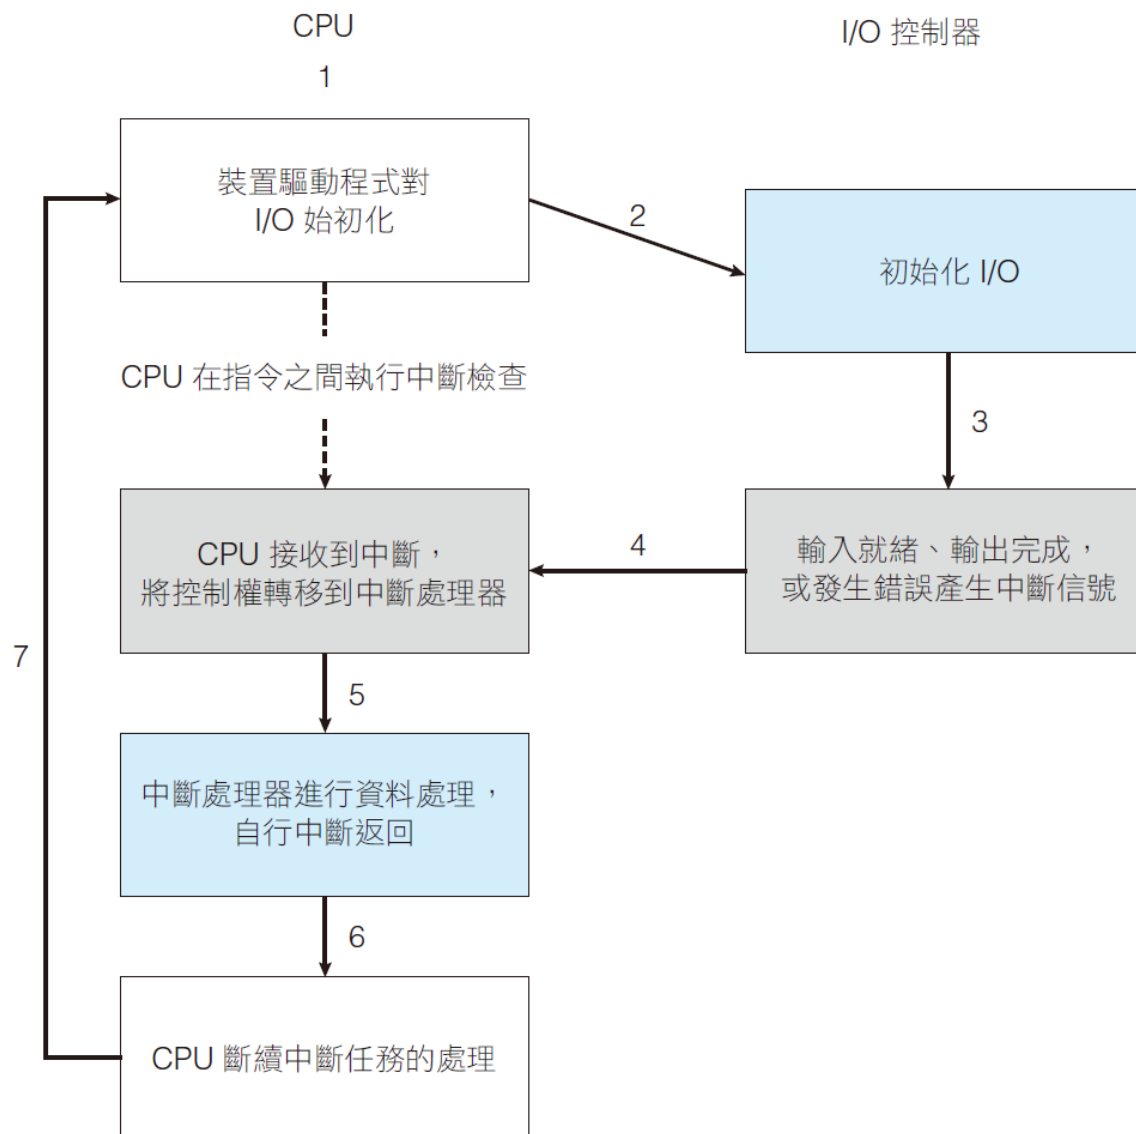 CPU
I/O 控制器
1
裝置驅動程式對
I/O 始初化
2
初始化 I/O
CPU 在指令之間執行中斷檢查
3
CPU 接收到中斷，
將控制權轉移到中斷處理器
4
輸入就緒、輸出完成，
或發生錯誤產生中斷信號
7
5
中斷處理器進行資料處理，
自行中斷返回
6
CPU 斷續中斷任務的處理